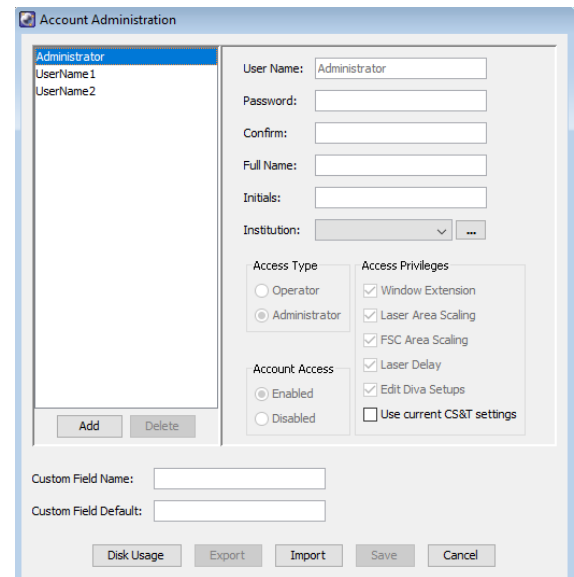 Account Administration
Administrator
UserName1
UserName2
Add
Delete
User Name: Administrator
Password:
Confirm:
Full Name:
Initials:
Institution:
...
Access Type
Operator
Administrator
Account Access
Enabled
Disabled
Access Privileges
Window Extension
Laser Area Scaling
FSC Area Scaling
Laser Delay
Edit Diva Setups
Use current CS&T settings
Custom Field Name:
Custom Field Default:
Disk Usage
Export
Import
Save
Cancel